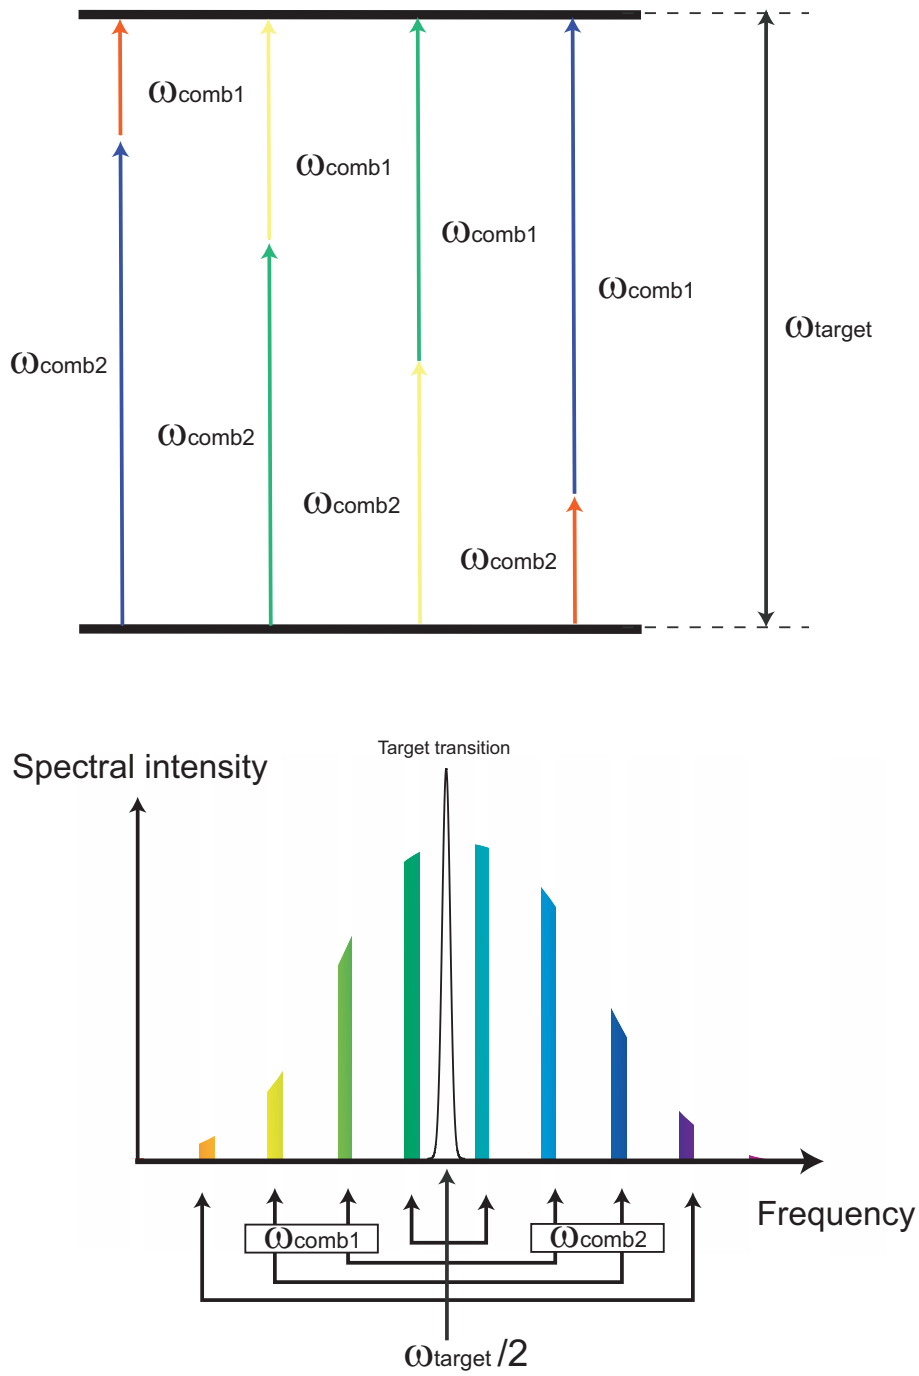 ωcomb1
ωcomb1
ωcomb1
ωcomb1
ωtarget
ωcomb2
ωcomb2
ωcomb2
ωcomb2
Target transition
Spectral intensity
Frequency
ωcomb1
ωcomb2
ωtarget /2